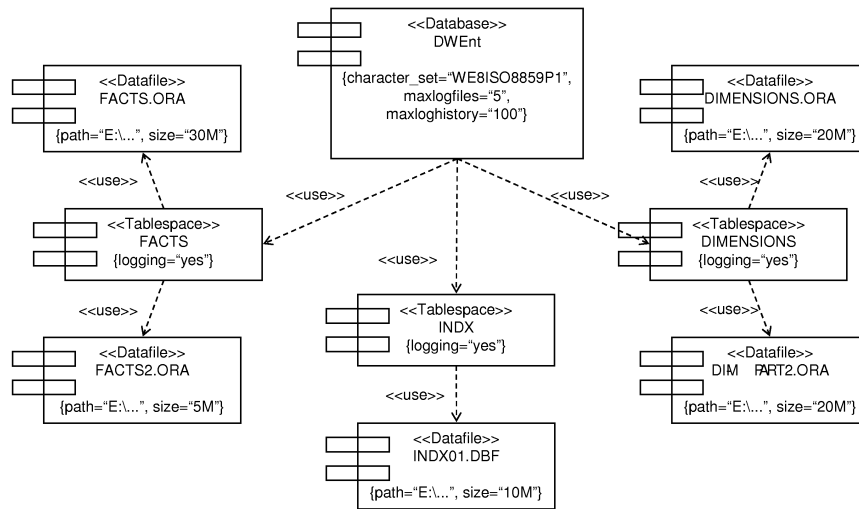 <<Database>>
DWEnt
{character_set=“WE8ISO8859P1”,
maxlogfiles=“5”,
maxloghistory=“100”}
<<Datafile>>
FACTS.ORA
{path=“E:\...”, size=“30M”}
<<Datafile>>
DIMENSIONS.ORA
{path=“E:\...”, size=“20M”}
<<use>>
<<use>>
<<use>>
<<use>>
<<Tablespace>>
FACTS
{logging=“yes”}
<<Tablespace>>
DIMENSIONS
{logging=“yes”}
<<use>>
<<use>>
<<use>>
<<Tablespace>>
INDX
{logging=“yes”}
<<Datafile>>
FACTS2.ORA
{path=“E:\...”, size=“5M”}
<<Datafile>>
PART2.ORA
{path=“E:\...”, size=“20M”}
<<use>>
<<Datafile>>
INDX01.DBF
{path=“E:\...”, size=“10M”}